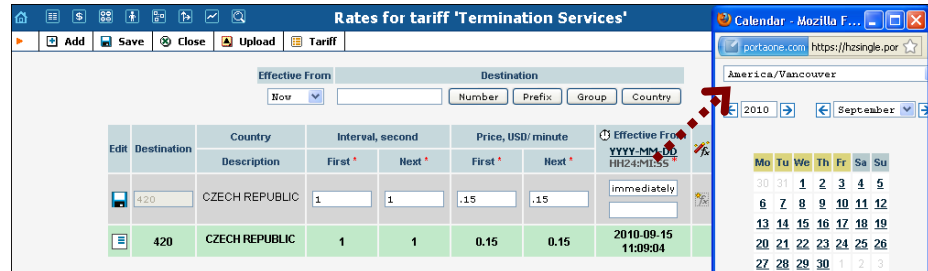 Rates for tariff 'Termination Services'
Add Save Close Upload Tariff
Effective From Destination
Now Number Prefix Group Country
Edit Destination Country Interval, second Price, USD/ minute Effective From
Description First * Next * First * Next * YYYY-MM-DD
HH24:MI:SS *
420 CZECH REPUBLIC 1 1 .15 .15 immediately
420 CZECH REPUBLIC 1 1 0.15 0.15 2010-09-15
11:09:04
Calendar - Mozilla F...
portaone.com https://hzsingle.por
America/Vancouver
2010 September
Mo Tu We Th Fr Sa Su
30 31 1 2 3 4 5
6 7 8 9 10 11 12
13 14 15 16 17 18 19
20 21 22 23 24 25 26
27 28 29 30 1 2 3